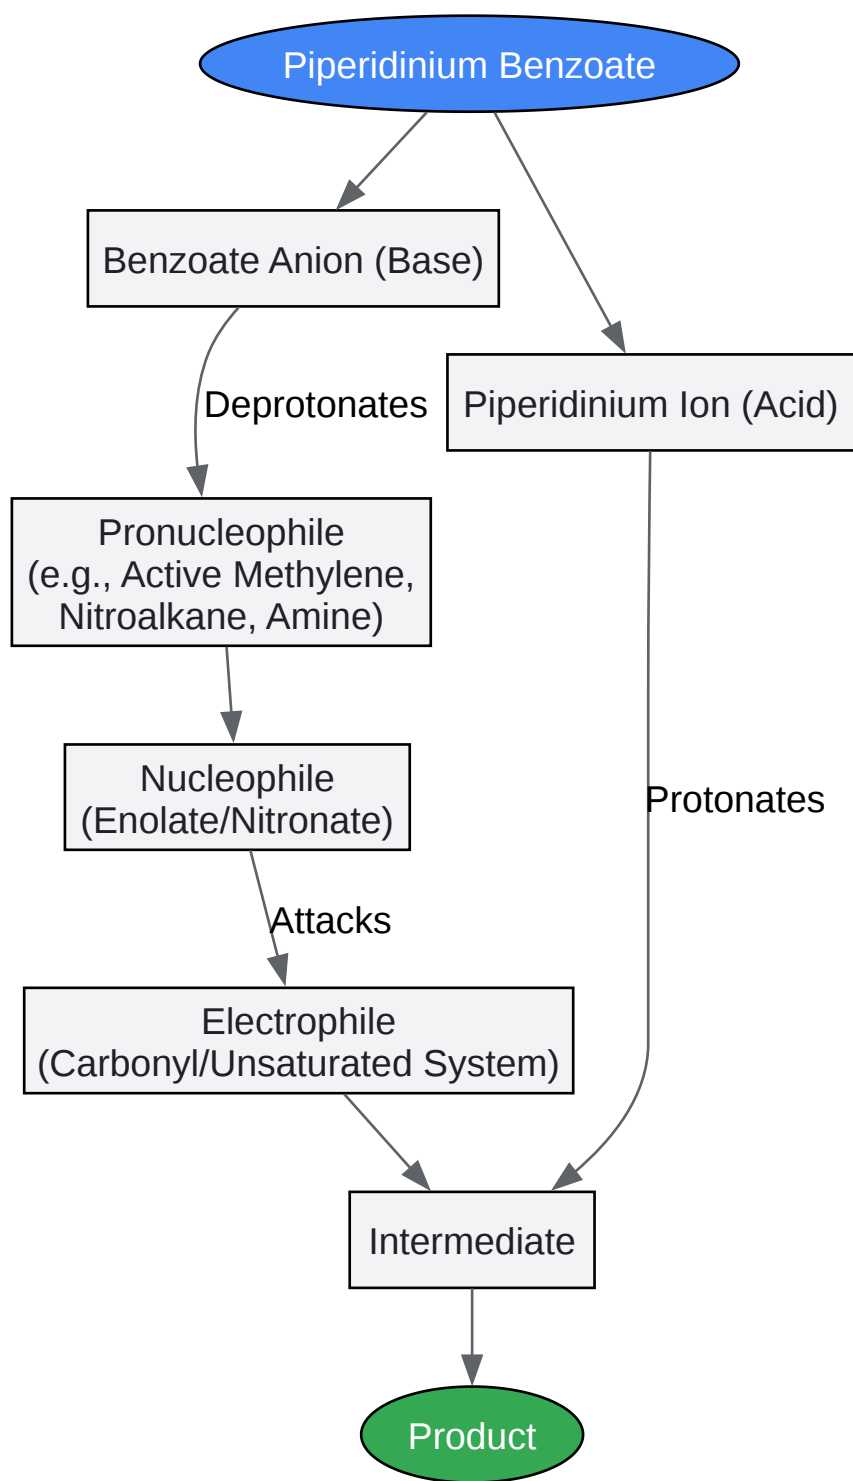 Piperidinium Benzoate
Benzoate Anion (Base)
Deprotonates
Piperidinium Ion (Acid)
Pronucleophile
(e.g., Active Methylene,
Nitroalkane, Amine)
Nucleophile
(Enolate/Nitronate)
Protonates
Attacks
Electrophile
(Carbonyl/Unsaturated System)
Intermediate
Product